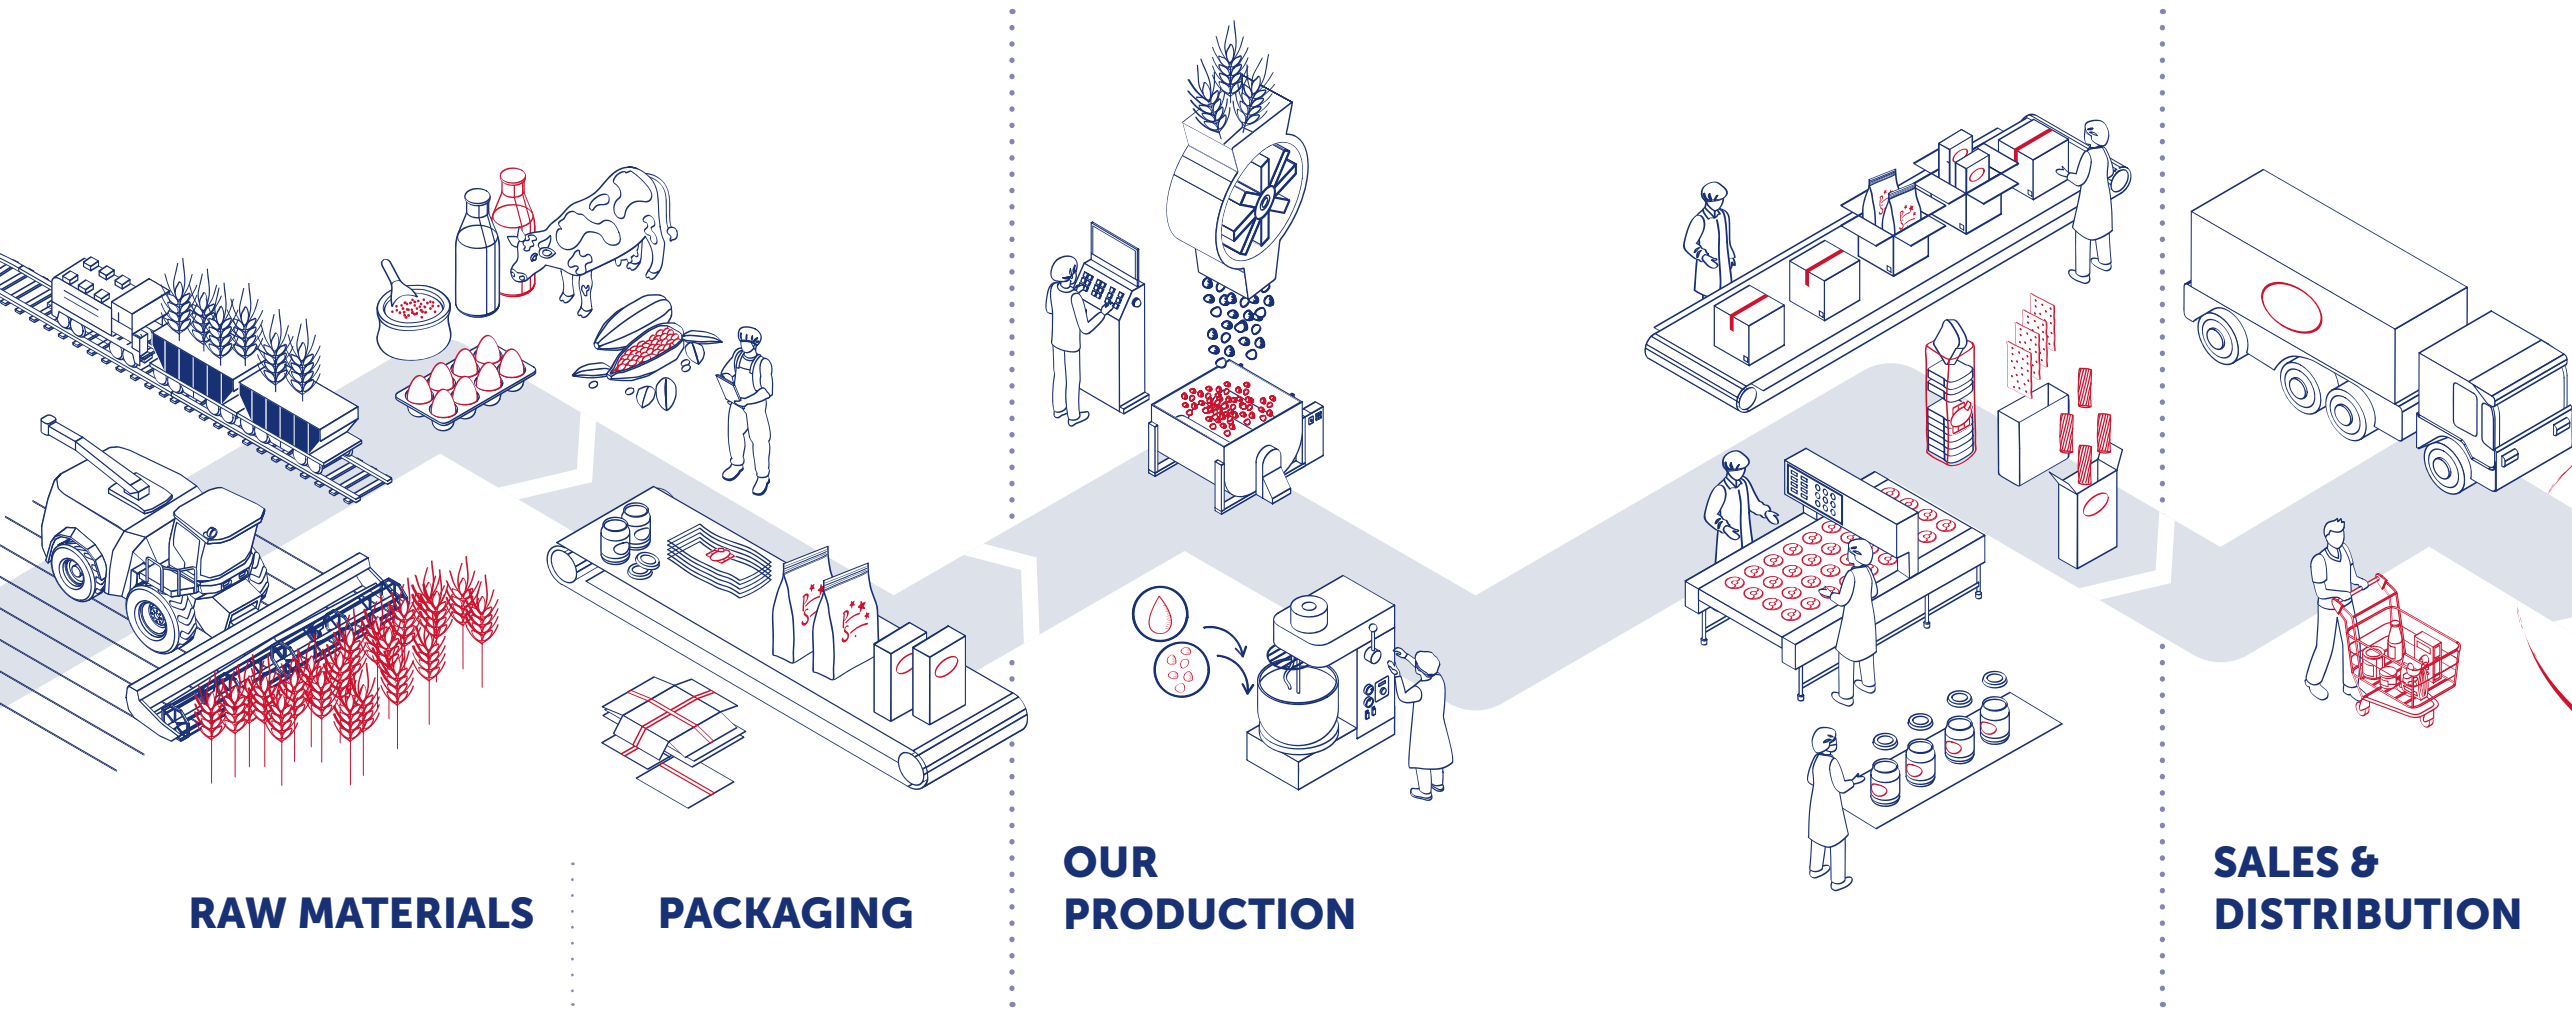 RAW MATERIALS
PACKAGING
OUR
PRODUCTION
SALES &
DISTRIBUTION